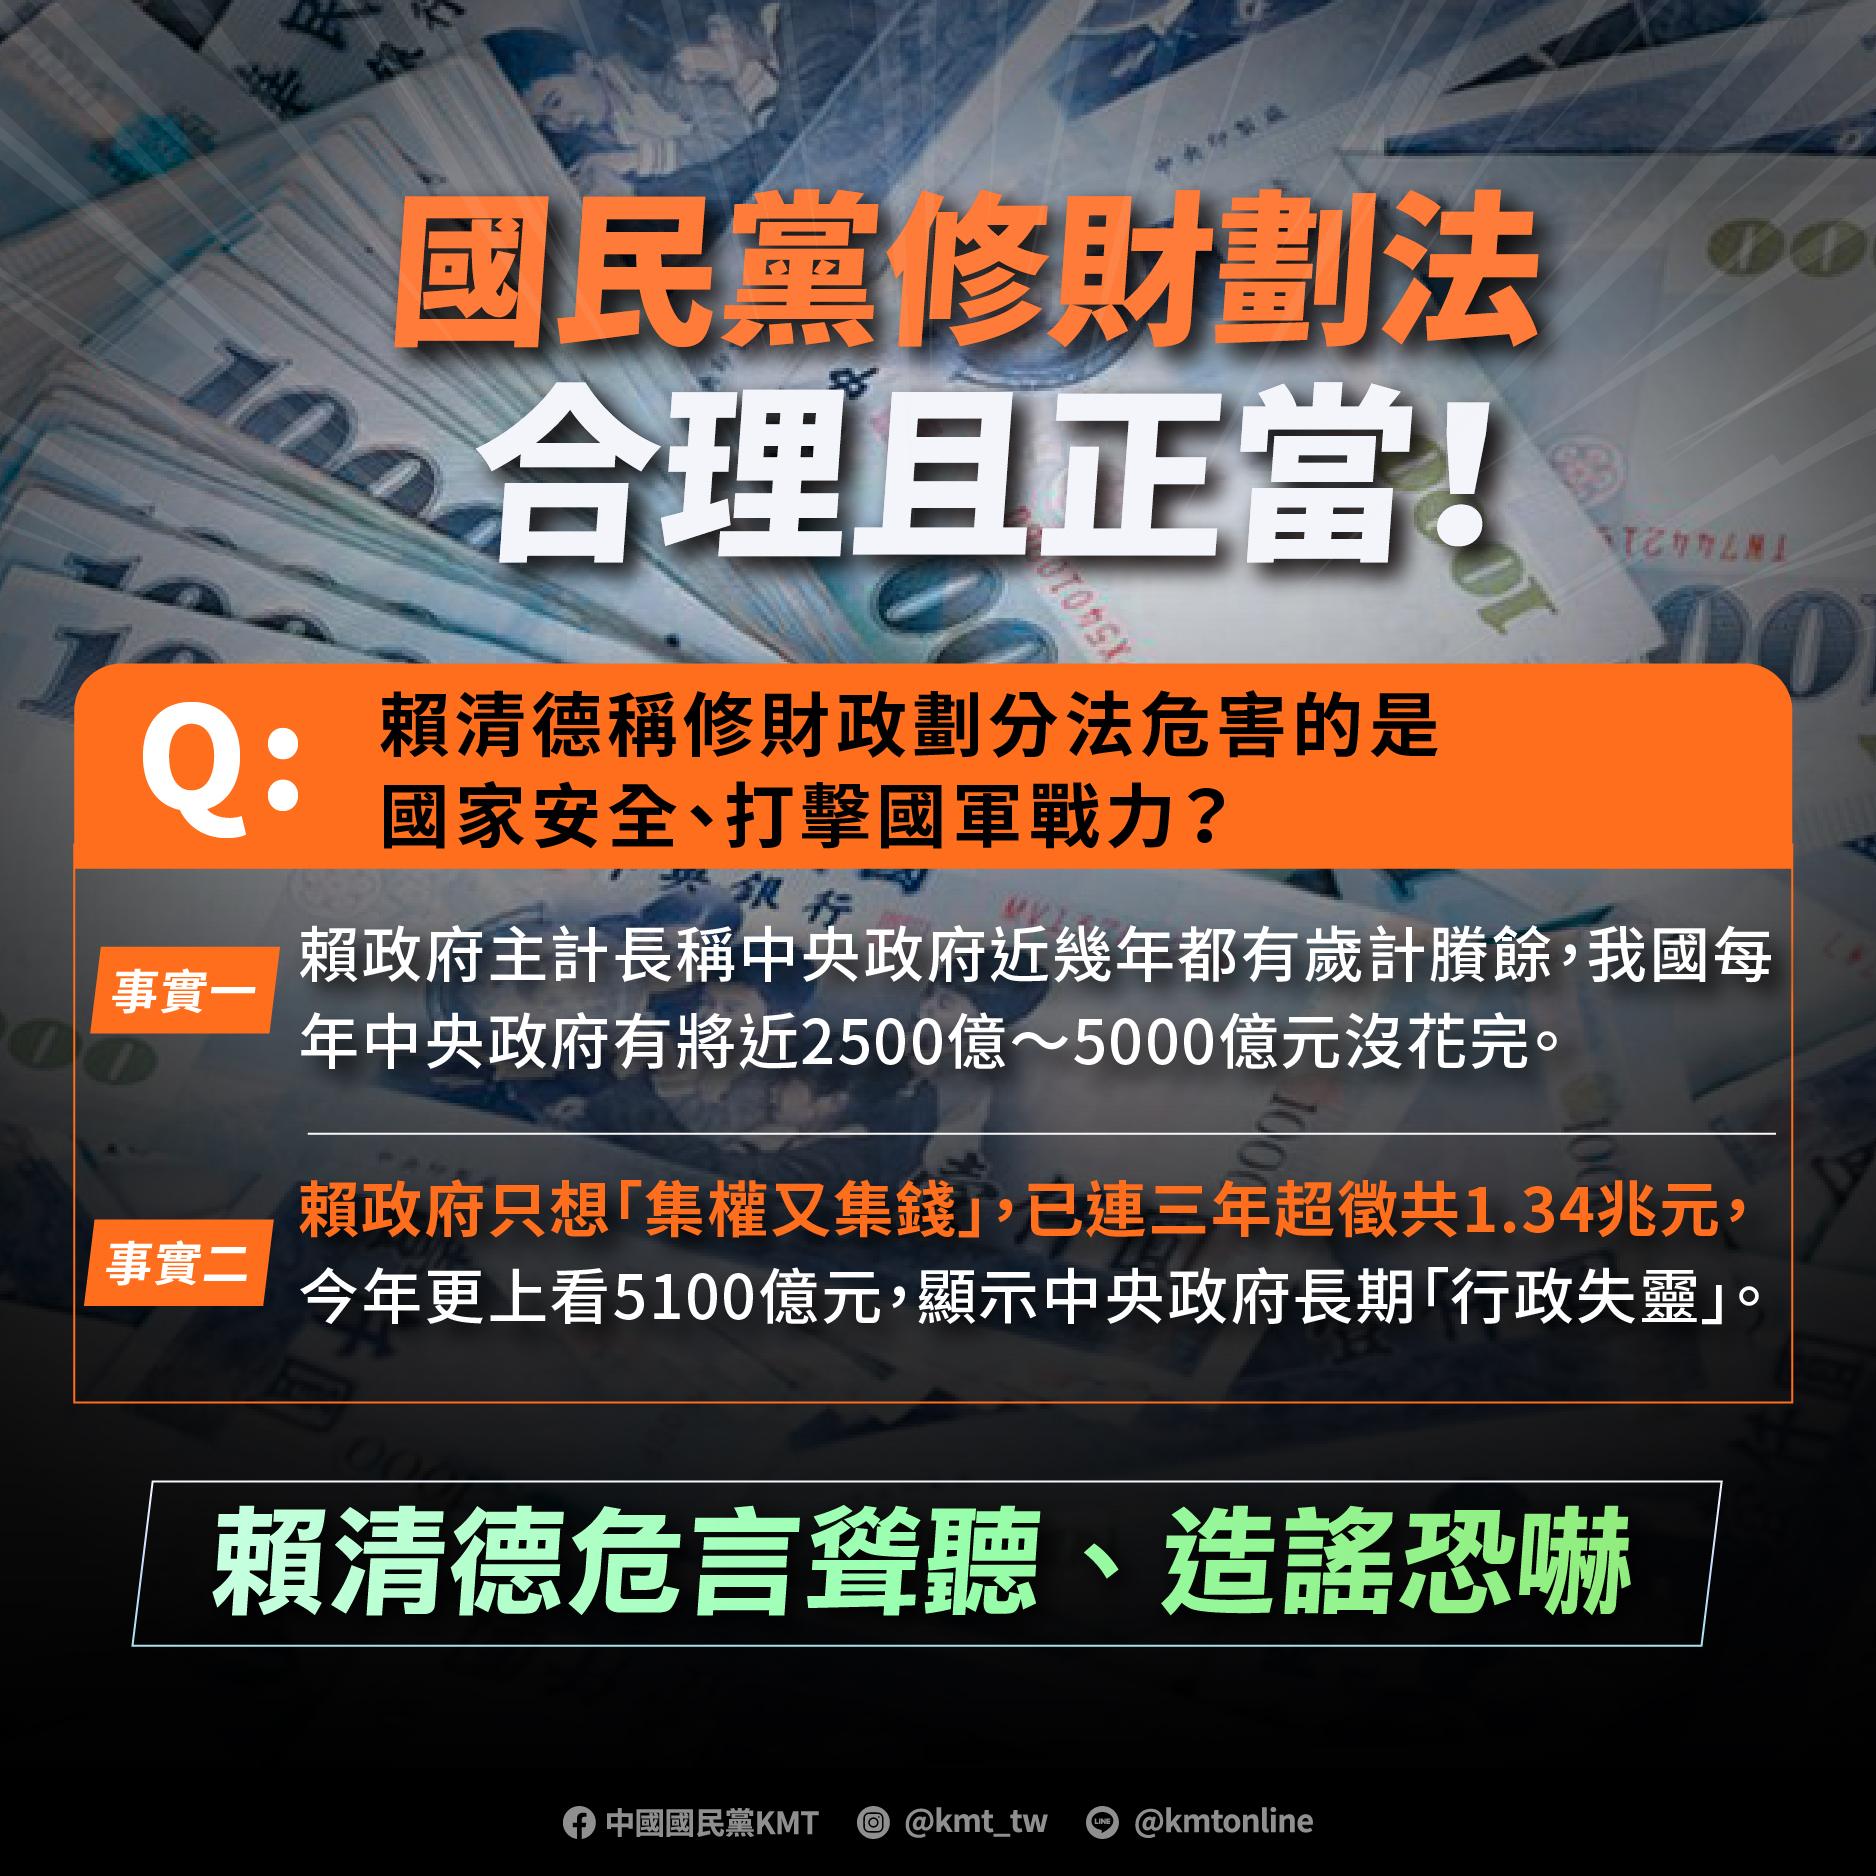 國民黨修財劃法
合理且正當！
Q：
賴清德稱修財政劃分法危害的是
國家安全、打擊國軍戰力？
事實一
賴政府主計長稱中央政府近幾年都有歲計賸餘，我國每
年中央政府有將近2500億～5000億元沒花完。
事實二
賴政府只想「集權又集錢」，已連三年超徵共1.34兆元，
今年更上看5100億元，顯示中央政府長期「行政失靈」。
賴清德危言聳聽、造謠恐嚇
中國國民黨KMT @kmt_tw @kmtonline